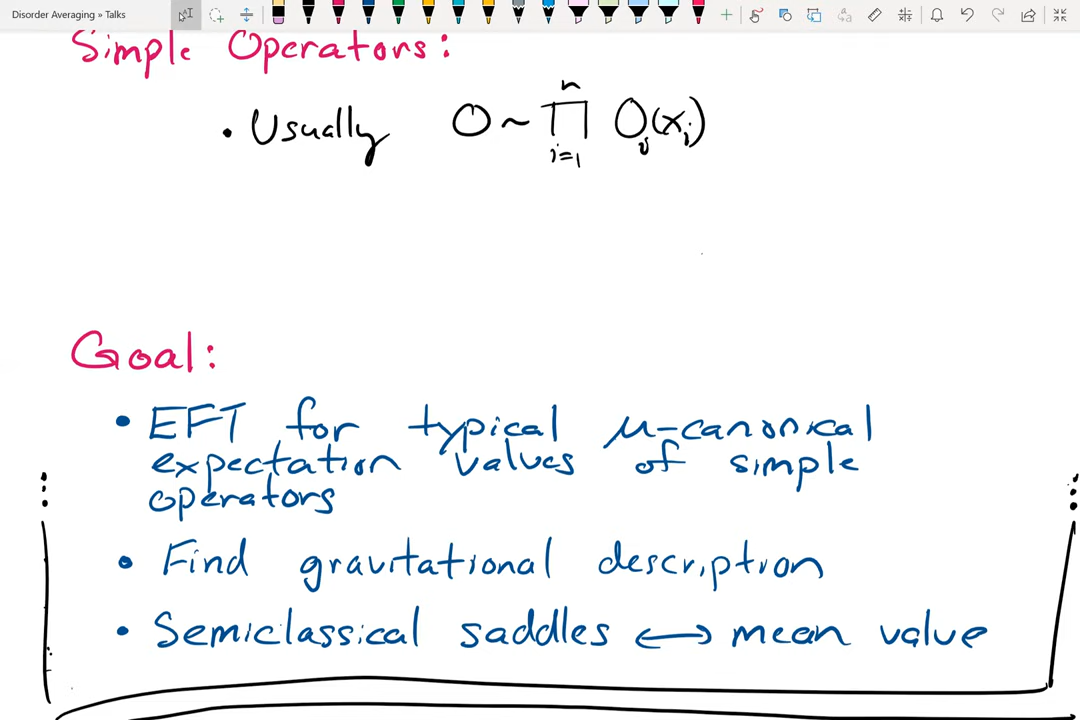 Disorder Averaging » Talks
Simple Operators:
• Usually O ~ ∏_{i=1}^{n} O_i(x_i)
Goal:
• EFT for typical μ-canonical
expectation values of simple
operators
• Find gravitational description
• Semiclassical saddles ⟷ mean value